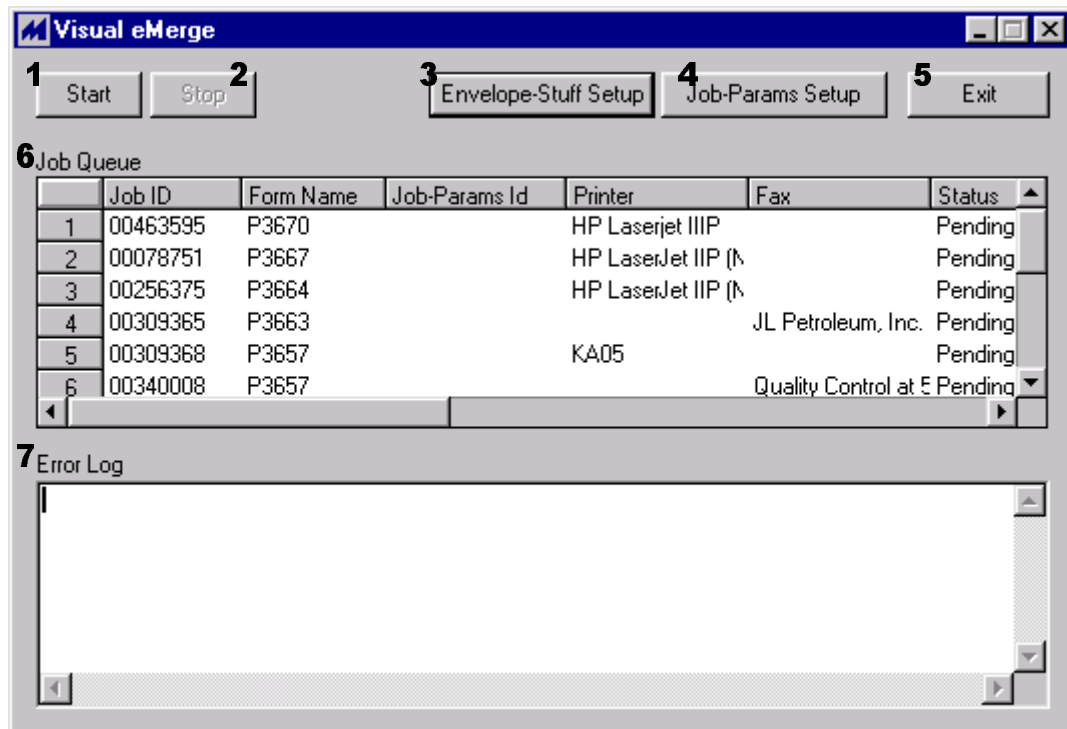 Visual eMerge
1 Start 2 Stop 3 Envelope-Stuff Setup 4 Job-Params Setup 5 Exit
6 Job Queue
Job ID Form Name Job-Params Id Printer Fax Status
1 00463595 P3670 HP Laserjet IIIP Pending
2 00078751 P3667 HP LaserJet IIP (N Pending
3 00256375 P3664 HP LaserJet IIP (N Pending
4 00309365 P3663 JL Petroleum, Inc. Pending
5 00309368 P3657 KA05 Pending
6 00340008 P3657 Quality Control at 5 Pending
7 Error Log